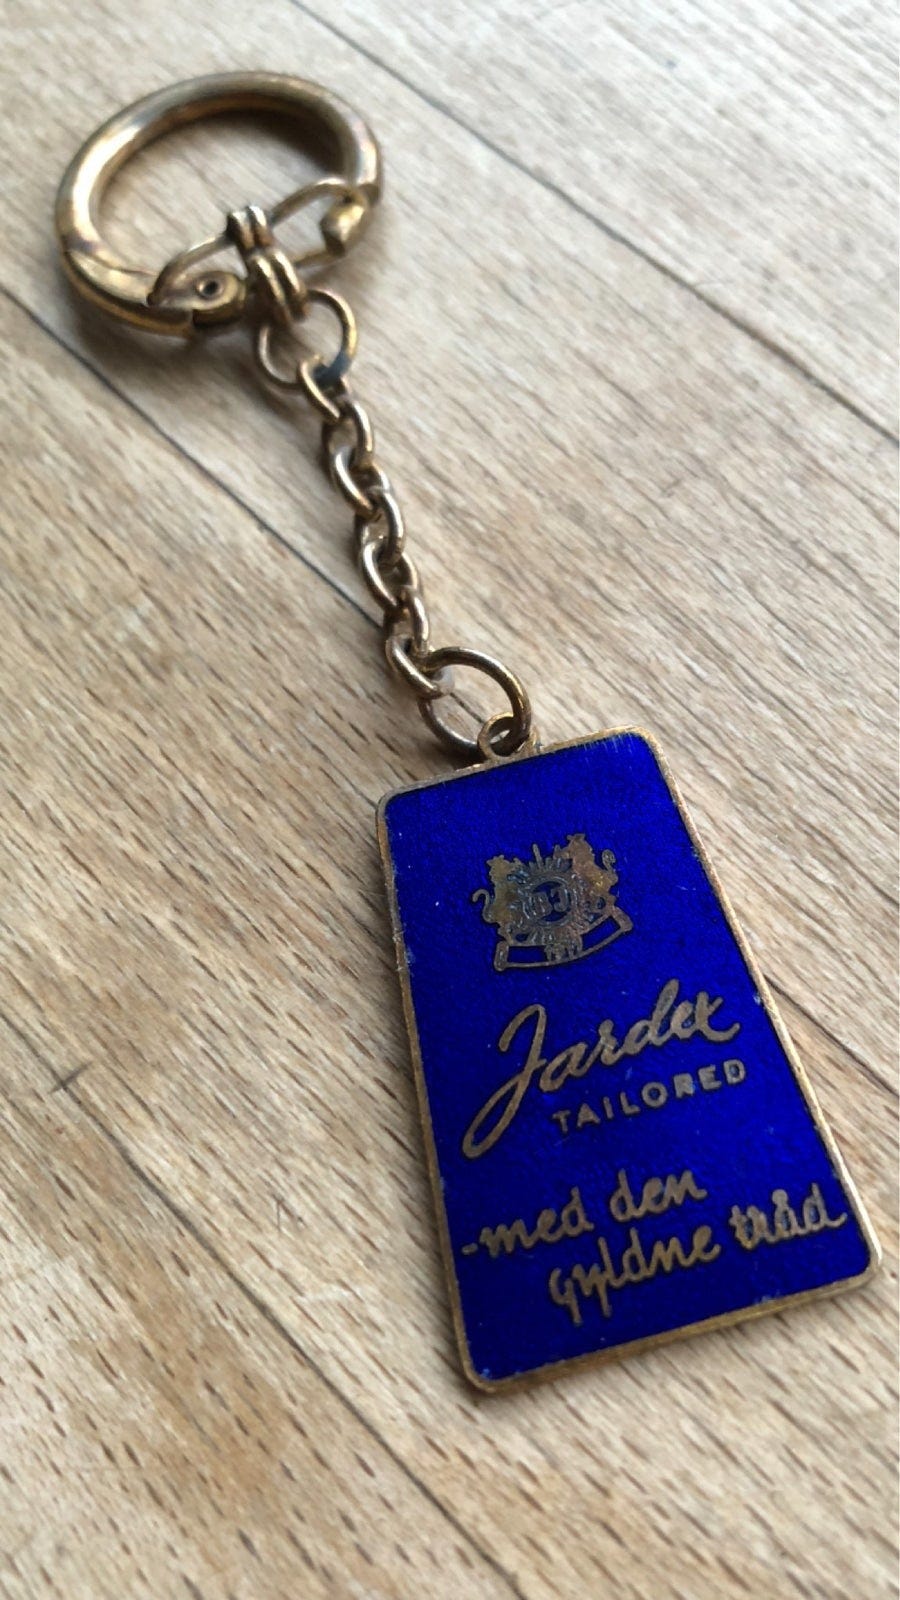 Jardex
TAILORED
-med den
gyldne tråd